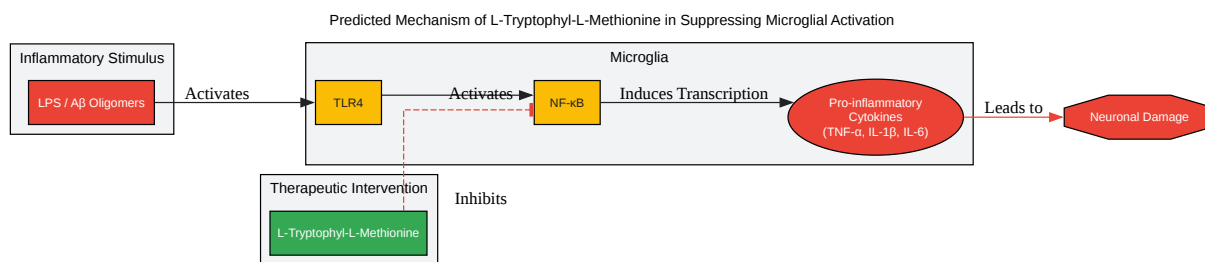 Predicted Mechanism of L-Tryptophyl-L-Methionine in Suppressing Microglial Activation
Inflammatory Stimulus
LPS / Aβ Oligomers
Activates
Microglia
TLR4
Activates
NF-κB
Induces Transcription
Pro-inflammatory
Cytokines
(TNF-α, IL-1β, IL-6)
Leads to
Neuronal Damage
Therapeutic Intervention
L-Tryptophyl-L-Methionine
Inhibits